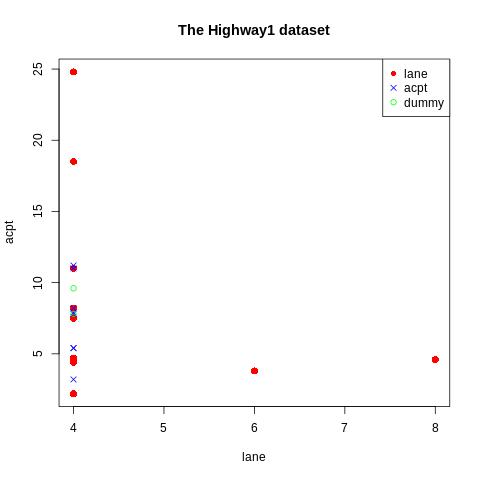 The Highway1 dataset
lane
acpt
dummy
25
20
15
10
5
acpt
4 5 6 7 8
lane